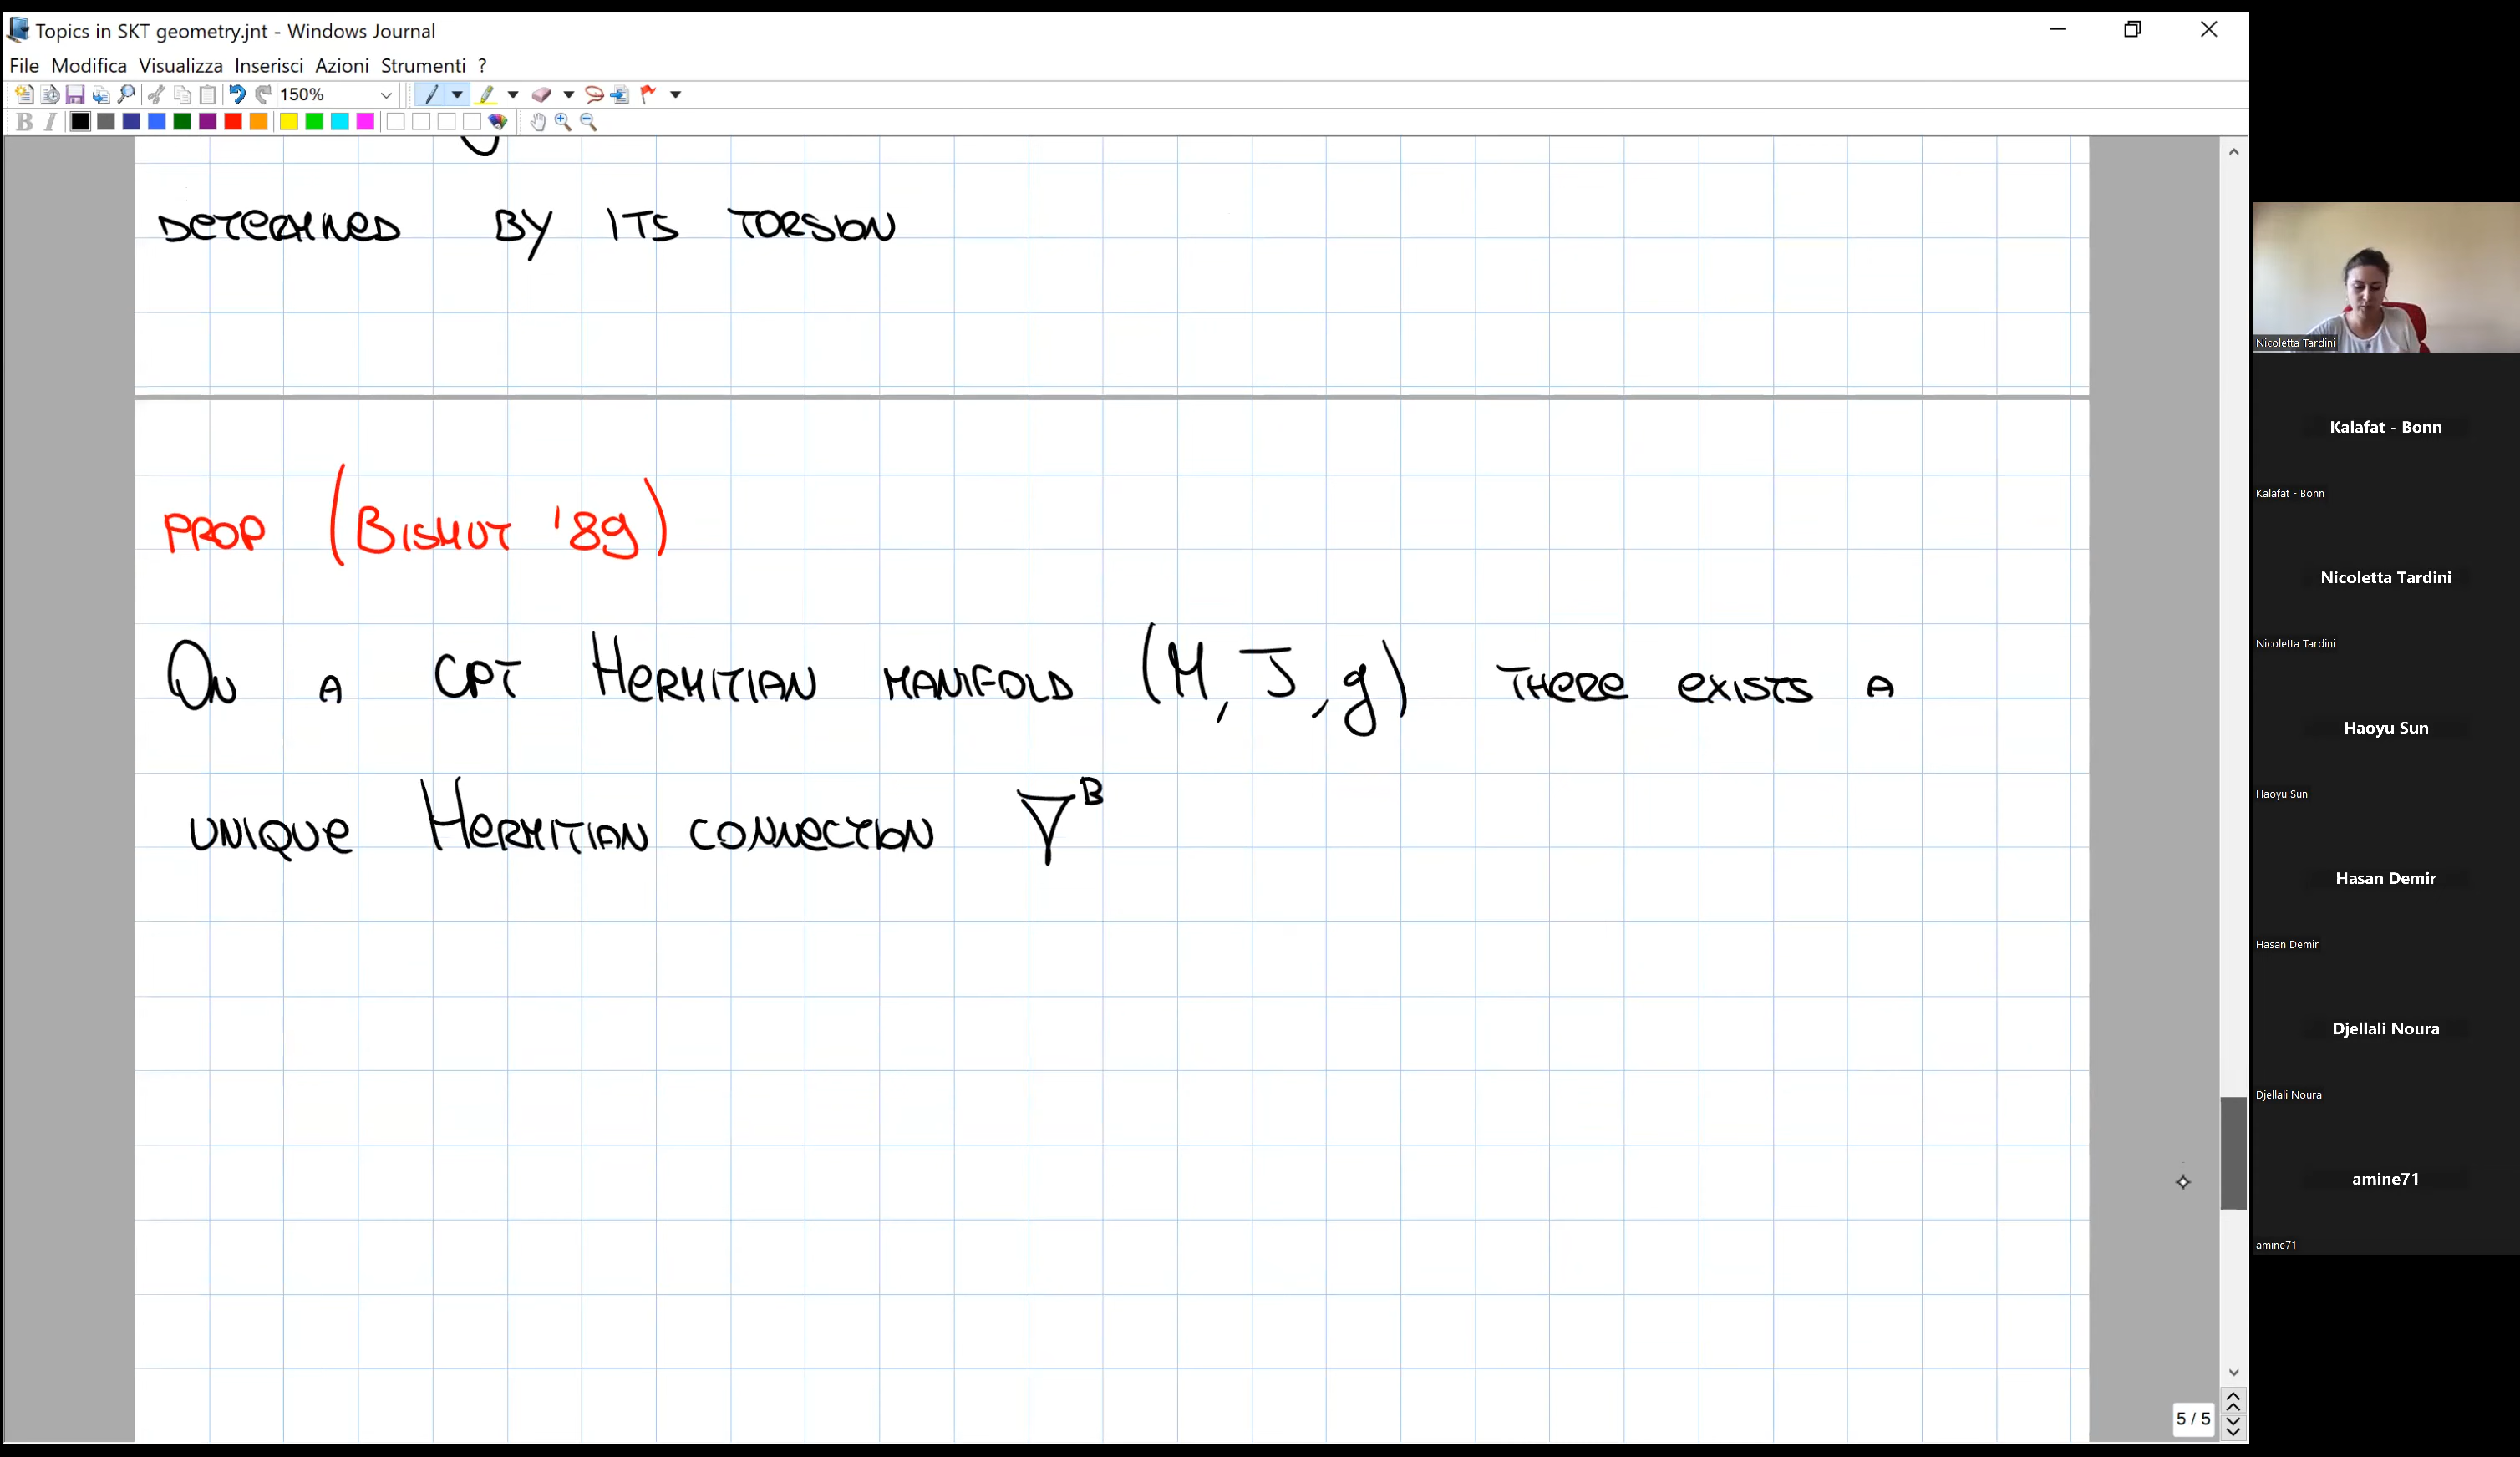 Topics in SKT geometry.jnt - Windows Journal
File Modifica Visualizza Inserisci Azioni Strumenti ?
150%
B I
DETERMINED BY ITS TORSION
PROP (BISMUT '89)
ON A CPT HERMITIAN MANIFOLD (M, J, g) THERE EXISTS A
UNIQUE HERMITIAN CONNECTION ∇^B
5 / 5
Nicoletta Tardini
Kalafat - Bonn
Kalafat - Bonn
Nicoletta Tardini
Nicoletta Tardini
Haoyu Sun
Haoyu Sun
Hasan Demir
Hasan Demir
Djellali Noura
Djellali Noura
amine71
amine71